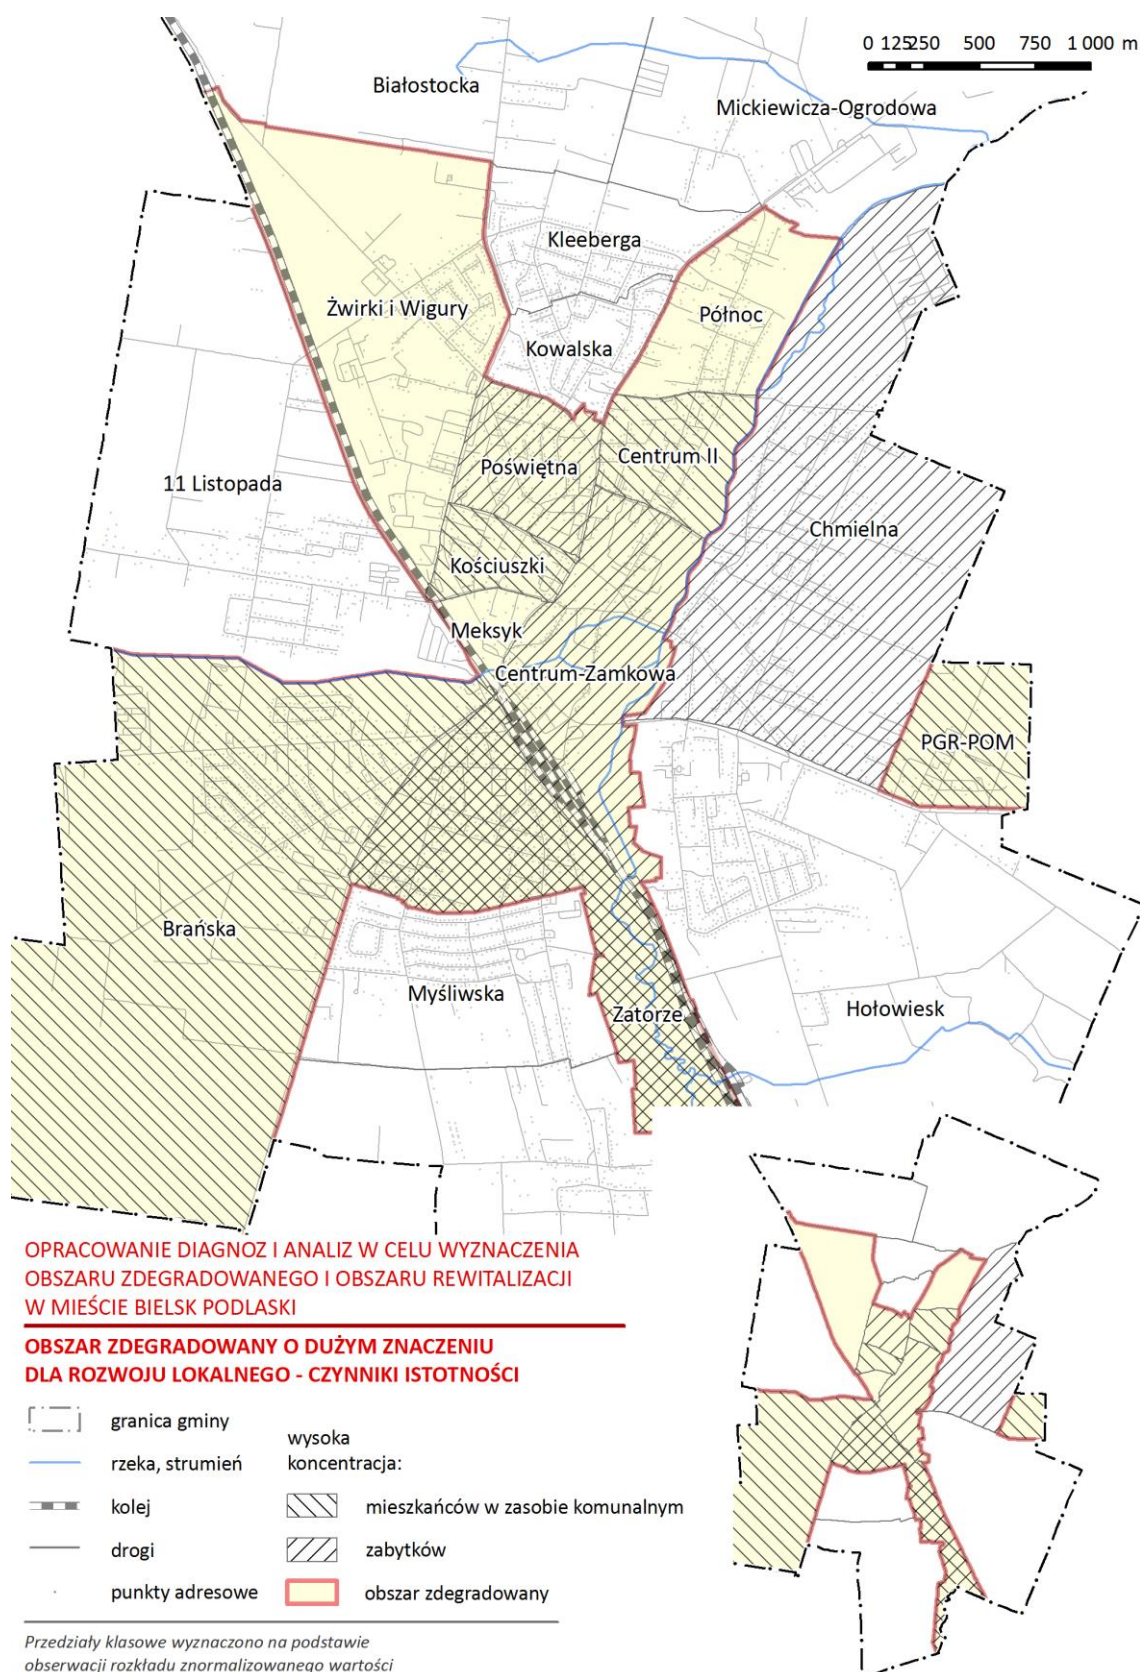 0 125250 500 750 1 000 m
Białostocka
Mickiewicza-Ogrodowa
Kleeberga
Żwirki i Wigury
Północ
Kowalska
Poświętna
Centrum II
11 Listopada
Chmielna
Kościuszki
Meksyk
Centrum-Zamkowa
PGR-POM
Brańska
Myśliwska
Zatorze
Hołowiesk
OPRACOWANIE DIAGNOZ I ANALIZ W CELU WYZNACZENIA
OBSZARU ZDEGRADOWANEGO I OBSZARU REWITALIZACJI
W MIEŚCIE BIELSK PODLASKI
OBSZAR ZDEGRADOWANY O DUŻYM ZNACZENIU
DLA ROZWOJU LOKALNEGO - CZYNNIKI ISTOTNOŚCI
granica gminy
rzeka, strumień
kolej
drogi
punkty adresowe
wysoka
koncentracja:
mieszkańców w zasobie komunalnym
zabytków
obszar zdegradowany
Przedziały klasowe wyznaczono na podstawie
obserwacji rozkładu znormalizowanego wartości